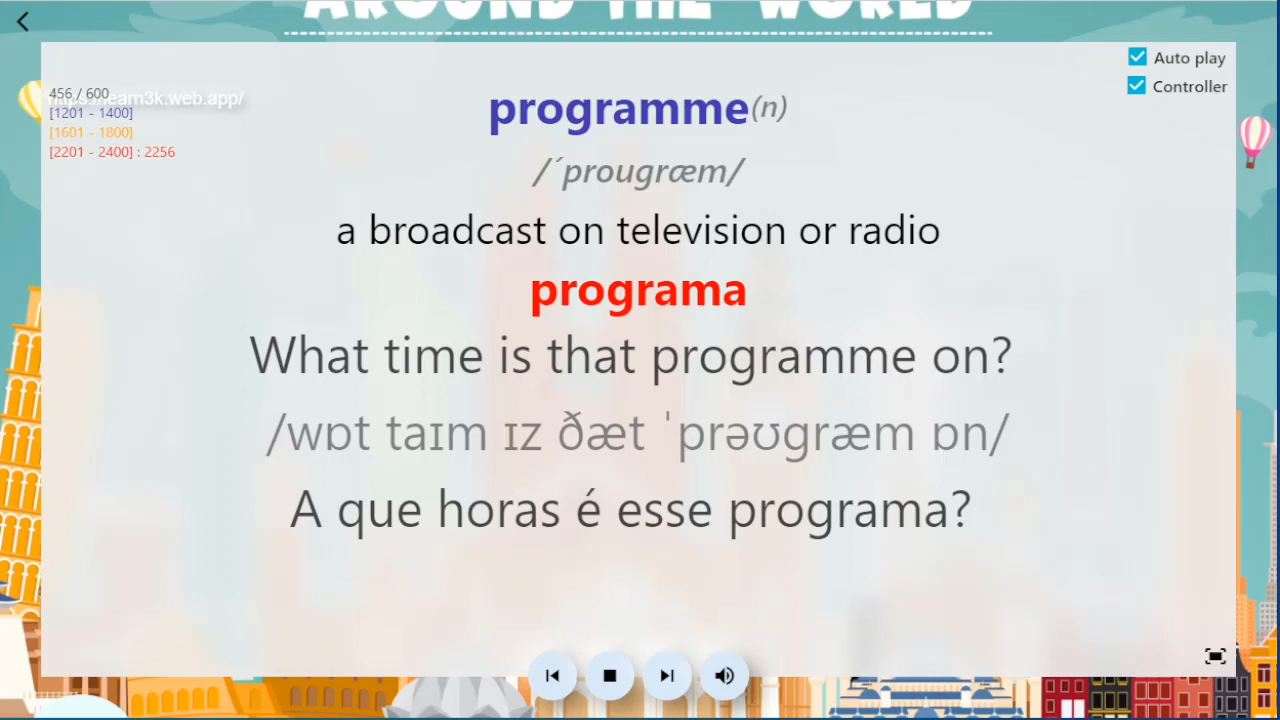 AROUND THE WORLD
Auto play
Controller
456 / 600
https://learn3k.web.app/
[1201 - 1400]
[1601 - 1800]
[2201 - 2400] : 2256
programme(n)
/´prougræm/
a broadcast on television or radio
programa
What time is that programme on?
/wɒt taɪm ɪz ðæt ˈprəʊgræm ɒn/
A que horas é esse programa?